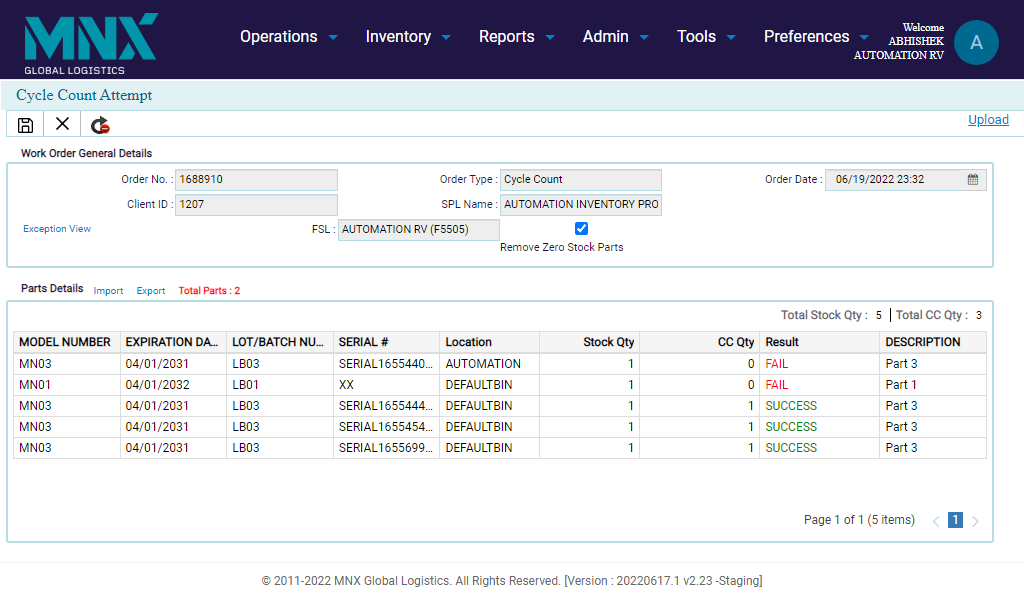 MNX
GLOBAL LOGISTICS
Operations Inventory Reports Admin Tools Preferences
Welcome
ABHISHEK
AUTOMATION RV
A
Cycle Count Attempt
Upload
Work Order General Details
Order No. : 1688910 Order Type : Cycle Count Order Date : 06/19/2022 23:32
Client ID : 1207 SPL Name : AUTOMATION INVENTORY PRO
Exception View FSL : AUTOMATION RV (F5505)
Remove Zero Stock Parts
Parts Details Import Export Total Parts : 2
Total Stock Qty : 5 Total CC Qty : 3
MODEL NUMBER EXPIRATION DA... LOT/BATCH NU... SERIAL # Location Stock Qty CC Qty Result DESCRIPTION
MN03 04/01/2031 LB03 SERIAL1655440... AUTOMATION 1 0 FAIL Part 3
MN01 04/01/2032 LB01 XX DEFAULTBIN 1 0 FAIL Part 1
MN03 04/01/2031 LB03 SERIAL1655444... DEFAULTBIN 1 1 SUCCESS Part 3
MN03 04/01/2031 LB03 SERIAL1655454... DEFAULTBIN 1 1 SUCCESS Part 3
MN03 04/01/2031 LB03 SERIAL1655699... DEFAULTBIN 1 1 SUCCESS Part 3
Page 1 of 1 (5 items) 1
© 2011-2022 MNX Global Logistics. All Rights Reserved. [Version : 20220617.1 v2.23 -Staging]